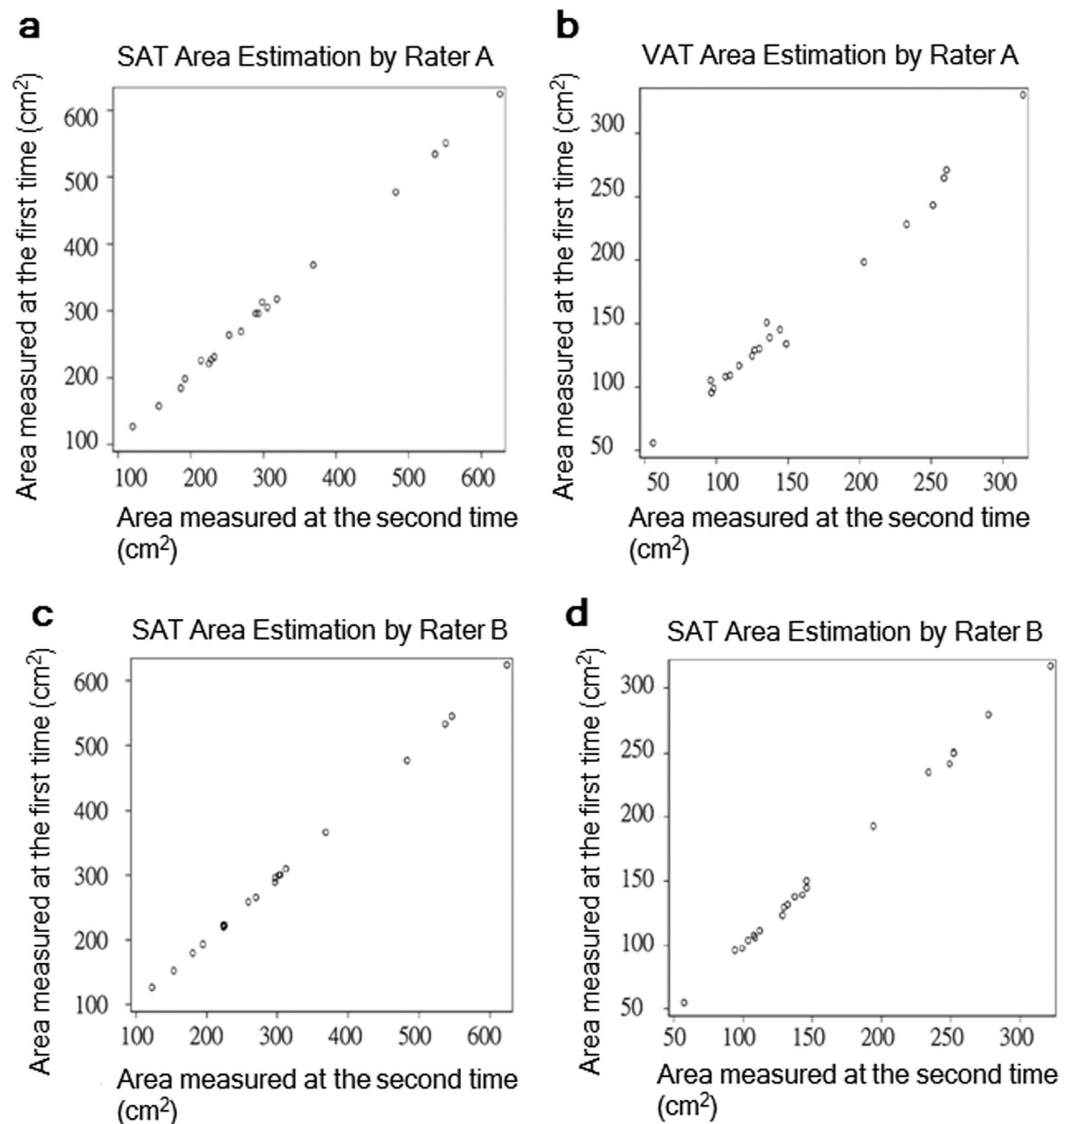 a
SAT Area Estimation by Rater A
Area measured at the first time (cm2)
600
500
400
300
200
100
100 200 300 400 500 600
Area measured at the second time
(cm2)
b
VAT Area Estimation by Rater A
Area measured at the first time (cm2)
300
250
200
150
100
50
50 100 150 200 250 300
Area measured at the second time
(cm2)
c
SAT Area Estimation by Rater B
Area measured at the first time (cm2)
600
500
400
300
200
100
100 200 300 400 500 600
Area measured at the second time
(cm2)
d
SAT Area Estimation by Rater B
Area measured at the first time (cm2)
300
250
200
150
100
50
50 100 150 200 250 300
Area measured at the second time
(cm2)